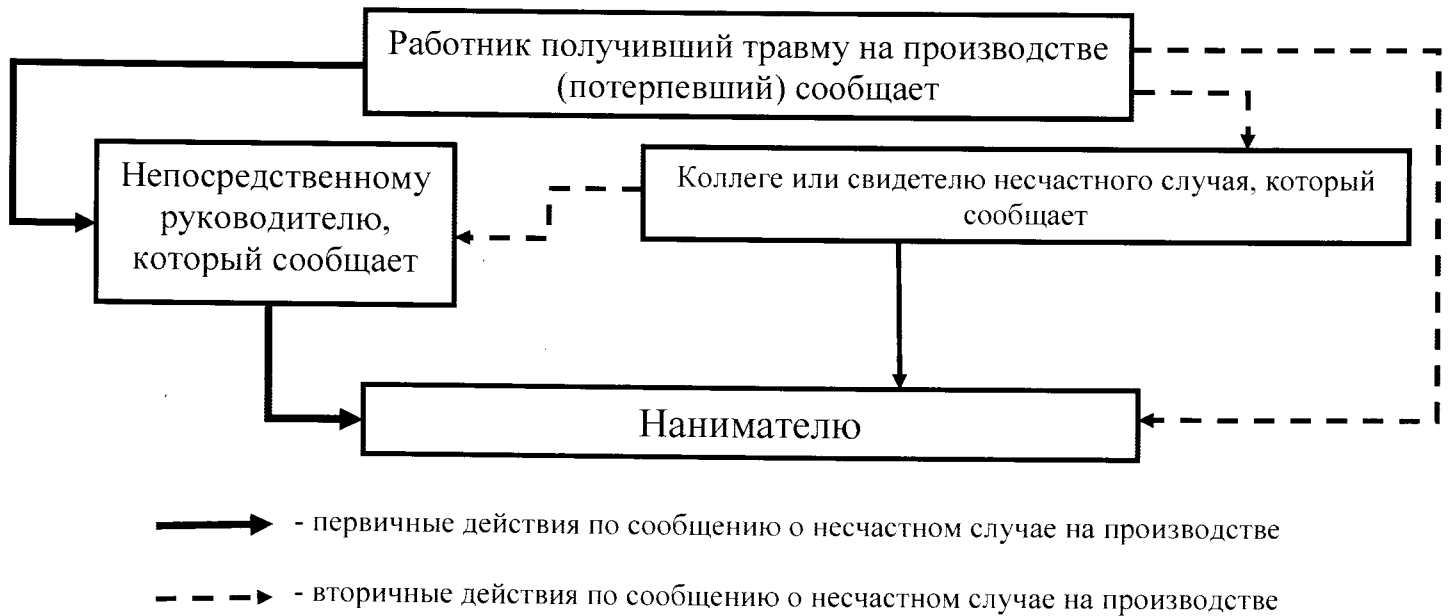 Работник получивший травму на производстве
(потерпевший) сообщает
Непосредственному
руководителю,
который сообщает
Коллеге или свидетелю несчастного случая, который
сообщает
Нанимателю
- первичные действия по сообщению о несчастном случае на производстве
- вторичные действия по сообщению о несчастном случае на производстве